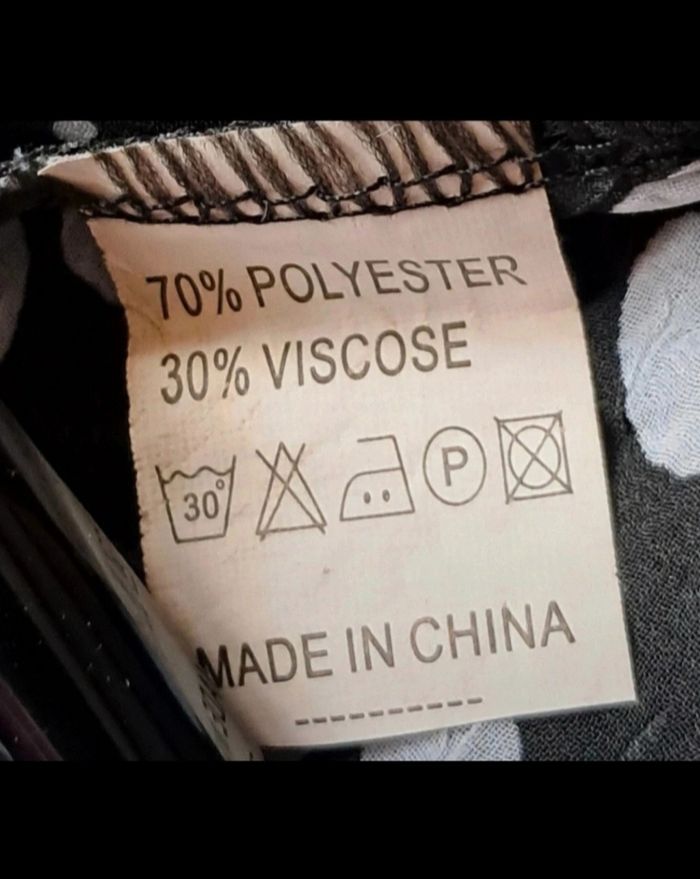 70% POLYESTER
30% VISCOSE
30° P
MADE IN CHINA
----------